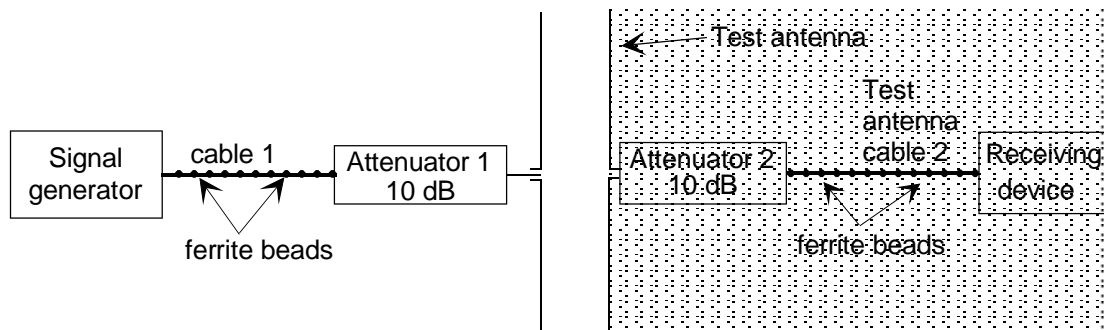 Signal
generator
cable 1
ferrite beads
Attenuator 1
10 dB
Test antenna
Attenuator 2
10 dB
Test
antenna
cable 2
ferrite beads
Receiving
device